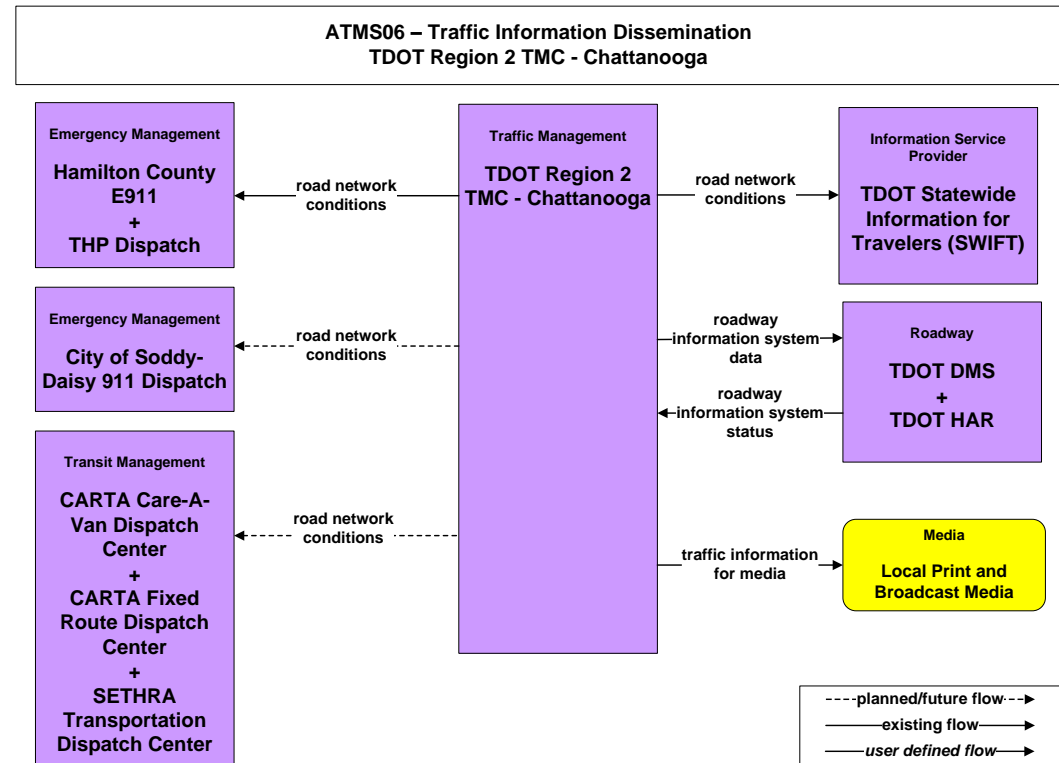 ATMS06 – Traffic Information Dissemination
TDOT Region 2 TMC - Chattanooga
Emergency Management
Hamilton County
E911
+
THP Dispatch
road network
conditions
Traffic Management
TDOT Region 2
TMC - Chattanooga
road network
conditions
Information Service
Provider
TDOT Statewide
Information for
Travelers (SWIFT)
Emergency Management
City of Soddy-
Daisy 911 Dispatch
road network
conditions
roadway
information system
data
roadway
information system
status
Roadway
TDOT DMS
+
TDOT HAR
Transit Management
CARTA Care-A-
Van Dispatch
Center
+
CARTA Fixed
Route Dispatch
Center
+
SETHRA
Transportation
Dispatch Center
road network
conditions
traffic information
for media
Media
Local Print and
Broadcast Media
planned/future flow
existing flow
user defined flow